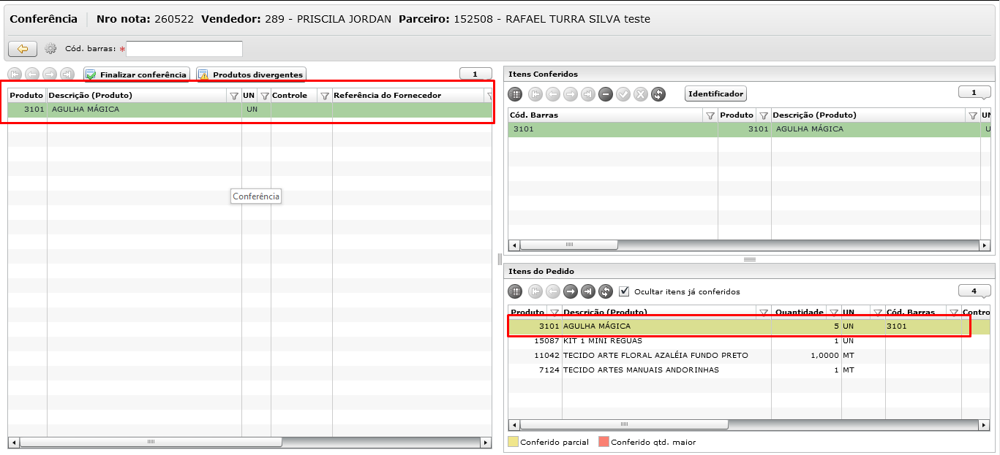 Conferência Nro nota: 260522 Vendedor: 289 - PRISCILA JORDAN Parceiro: 152508 - RAFAEL TURRA SILVA teste
Cód. barras: *
Finalizar conferência Produtos divergentes 1
Produto Descrição (Produto) UN Controle Referência do Fornecedor
3101 AGULHA MÁGICA UN
Conferência
Itens Conferidos
Identificador 1
Cód. Barras Produto Descrição (Produto) UN
3101 3101 AGULHA MÁGICA U
Itens do Pedido
Ocultar itens já conferidos 4
Produto Descrição (Produto) Quantidade UN Cód. Barras Contro
3101 AGULHA MÁGICA 5 UN 3101
15087 KIT 1 MINI REGUAS 1 UN
11042 TECIDO ARTE FLORAL AZALÉIA FUNDO PRETO 1,0000 MT
7124 TECIDO ARTES MANUAIS ANDORINHAS 1 MT
Conferido parcial Conferido qtd. maior